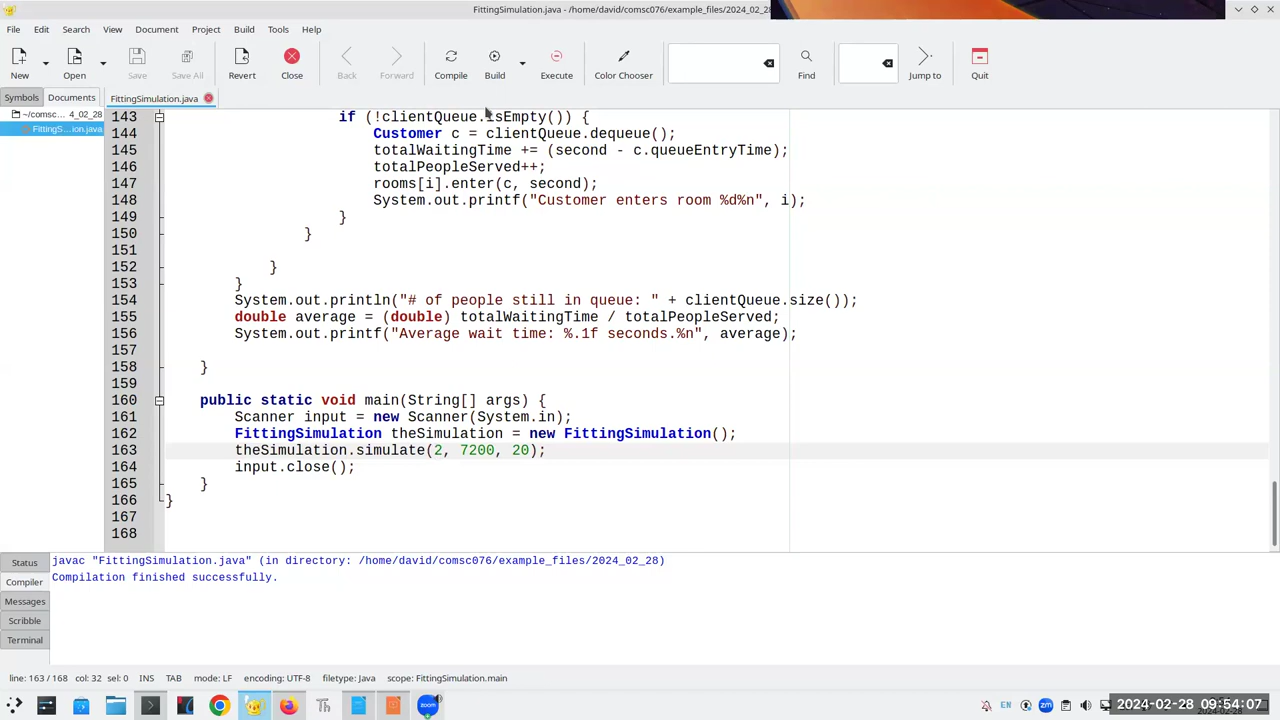 FittingSimulation.java - /home/david/comsc076/example_files/2024_02_28
File Edit Search View Document Project Build Tools Help
New Open Save Save All Revert Close Back Forward Compile Build Execute Color Chooser Find Jump to Quit
Symbols Documents FittingSimulation.java
~/comsc... 4_02_28
FittingS...ion.java
143 if (!clientQueue.isEmpty()) {
144 Customer c = clientQueue.dequeue();
145 totalWaitingTime += (second - c.queueEntryTime);
146 totalPeopleServed++;
147 rooms[i].enter(c, second);
148 System.out.printf("Customer enters room %d%n", i);
149 }
150 }
151
152 }
153 }
154 System.out.println("# of people still in queue: " + clientQueue.size());
155 double average = (double) totalWaitingTime / totalPeopleServed;
156 System.out.printf("Average wait time: %.1f seconds.%n", average);
157
158 }
159
160 public static void main(String[] args) {
161 Scanner input = new Scanner(System.in);
162 FittingSimulation theSimulation = new FittingSimulation();
163 theSimulation.simulate(2, 7200, 20);
164 input.close();
165 }
166 }
167
168
Status
Compiler
Messages
Scribble
Terminal
javac "FittingSimulation.java" (in directory: /home/david/comsc076/example_files/2024_02_28)
Compilation finished successfully.
line: 163 / 168 col: 32 sel: 0 INS TAB mode: LF encoding: UTF-8 filetype: Java scope: FittingSimulation.main
Th zoom EN zm 2024-02-28 09:54:07